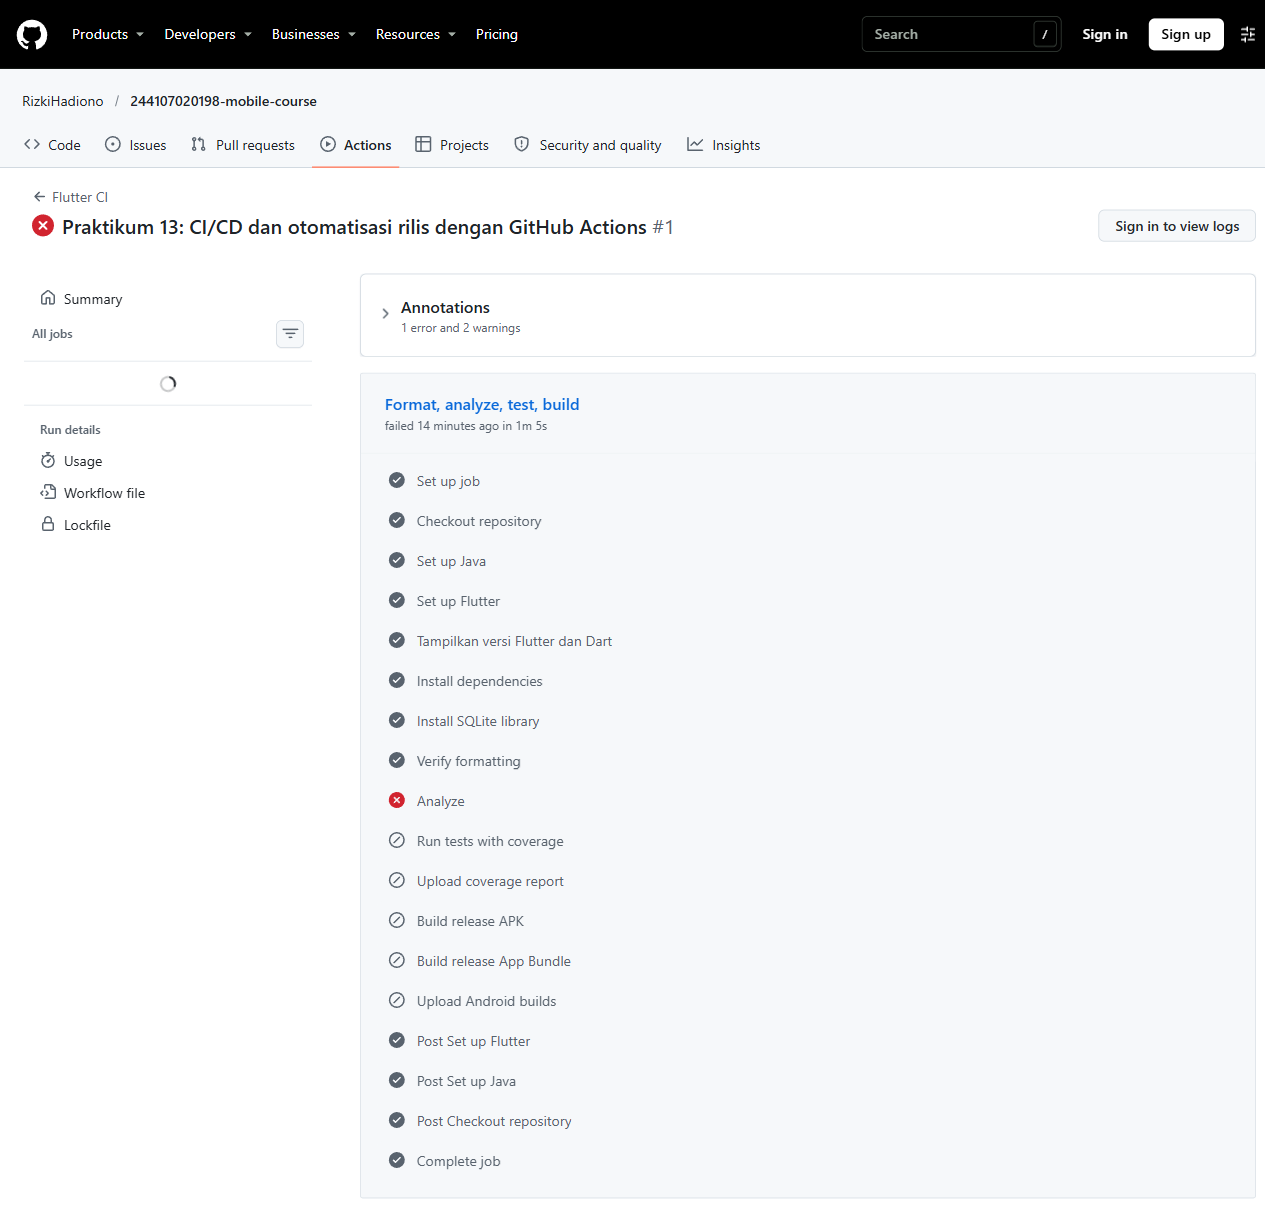 Products Developers Businesses Resources Pricing Search / Sign in Sign up
RizkiHadiono / 244107020198-mobile-course
Code Issues Pull requests Actions Projects Security and quality Insights
Flutter CI
Praktikum 13: CI/CD dan otomatisasi rilis dengan GitHub Actions #1
Sign in to view logs
Summary
All jobs
Run details
Usage
Workflow file
Lockfile
Annotations
1 error and 2 warnings
Format, analyze, test, build
failed 14 minutes ago in 1m 5s
Set up job
Checkout repository
Set up Java
Set up Flutter
Tampilkan versi Flutter dan Dart
Install dependencies
Install SQLite library
Verify formatting
Analyze
Run tests with coverage
Upload coverage report
Build release APK
Build release App Bundle
Upload Android builds
Post Set up Flutter
Post Set up Java
Post Checkout repository
Complete job